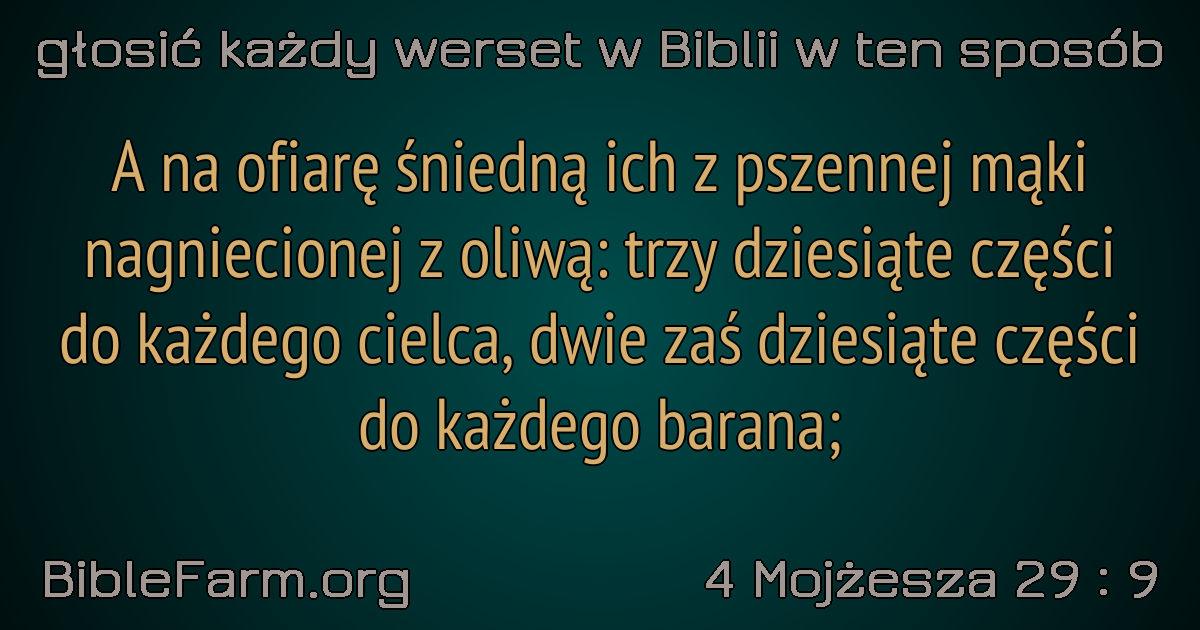 głosić każdy werset w Biblii w ten sposób
A na ofiarę śniedną ich z pszennej mąki
nagniecionej z oliwą: trzy dziesiąte części
do każdego cielca, dwie zaś dziesiąte części
do każdego barana;
BibleFarm.org
4 Mojżesza 29 : 9